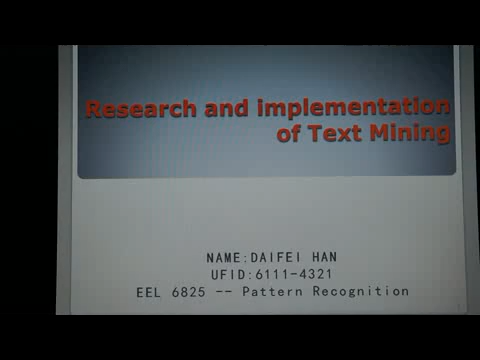 Research and implementation
of Text Mining
NAME:DAIFEI HAN
UFID:6111-4321
EEL 6825 -- Pattern Recognition